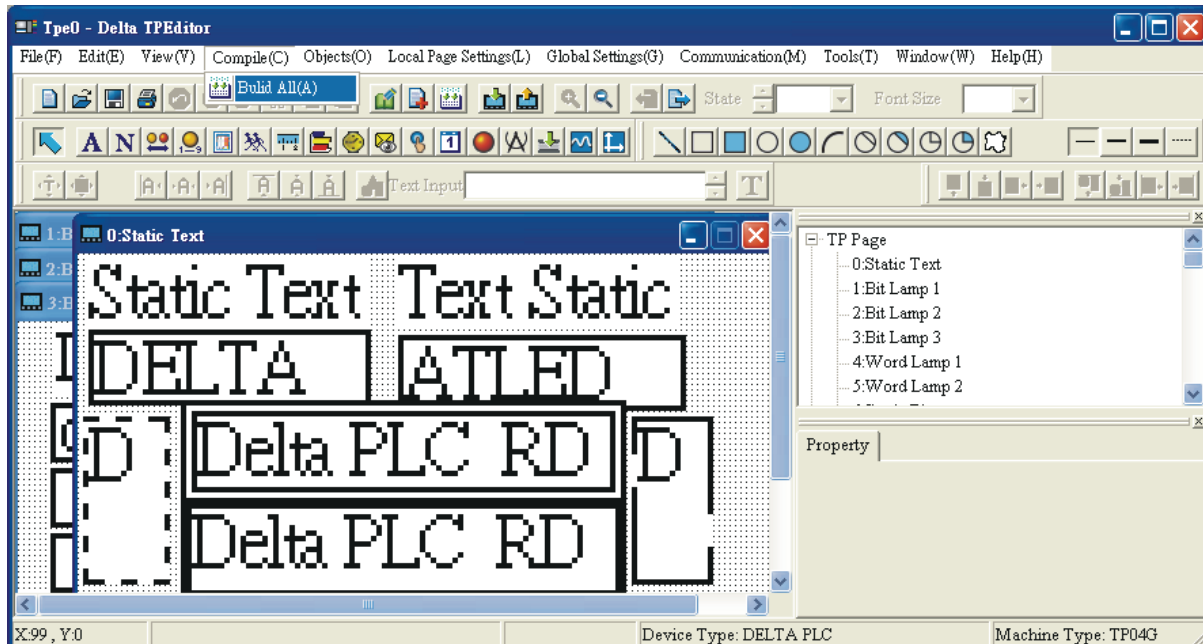 Tpe0 - Delta TPEditor
File(F) Edit(E) View(V) Compile(C) Objects(O) Local Page Settings(L) Global Settings(G) Communication(M) Tools(T) Window(W) Help(H)
Bulid All(A)
State Font Size
A N
Text Input T
1:B
2:B
3:B
0:Static Text
Static Text Text Static
DELTA ATLED
D Delta PLC RD D
Delta PLC RD
TP Page
0:Static Text
1:Bit Lamp 1
2:Bit Lamp 2
3:Bit Lamp 3
4:Word Lamp 1
5:Word Lamp 2
Property
X:99 , Y:0 Device Type: DELTA PLC Machine Type: TP04G